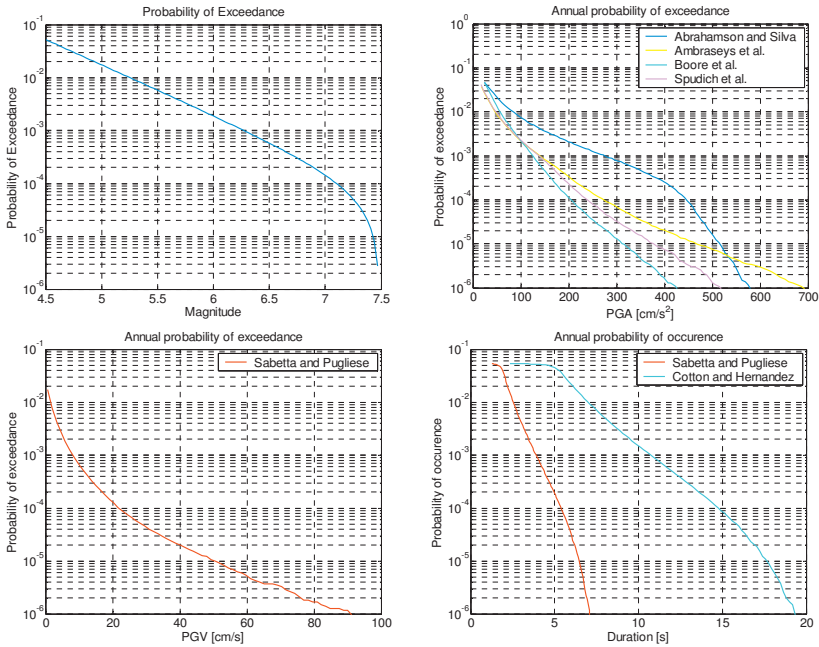 Probability of Exceedance
Probability of Exceedance
10^-1
10^-2
10^-3
10^-4
10^-5
10^-6
4.5 5 5.5 6 6.5 7 7.5
Magnitude
Annual probability of exceedance
Probability of exceedance
10^0
10^-1
10^-2
10^-3
10^-4
10^-5
10^-6
Abrahamson and Silva
Ambraseys et al.
Boore et al.
Spudich et al.
0 100 200 300 400 500 600 700
PGA [cm/s^2]
Annual probability of exceedance
Probability of exceedance
10^-1
10^-2
10^-3
10^-4
10^-5
10^-6
Sabetta and Pugliese
0 20 40 60 80 100
PGV [cm/s]
Annual probability of occurence
Probability of occurence
10^-1
10^-2
10^-3
10^-4
10^-5
10^-6
Sabetta and Pugliese
Cotton and Hernandez
0 5 10 15 20
Duration [s]